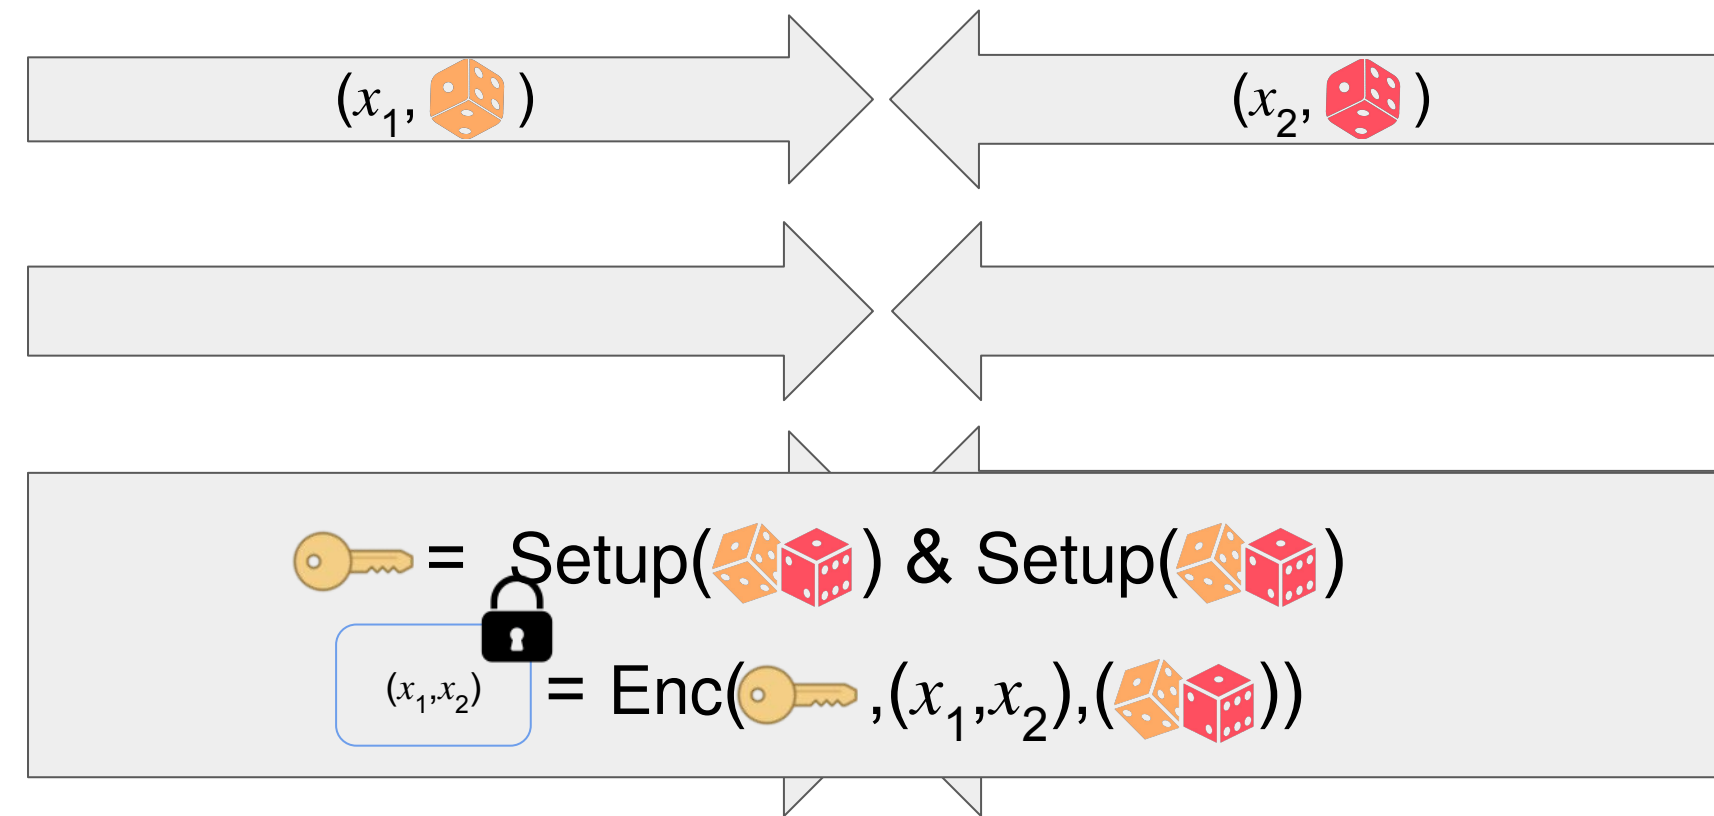 (x₁, )
(x₂, )
= Setup( ) & Setup( )
(x₁,x₂) = Enc( ,(x₁,x₂),( ))